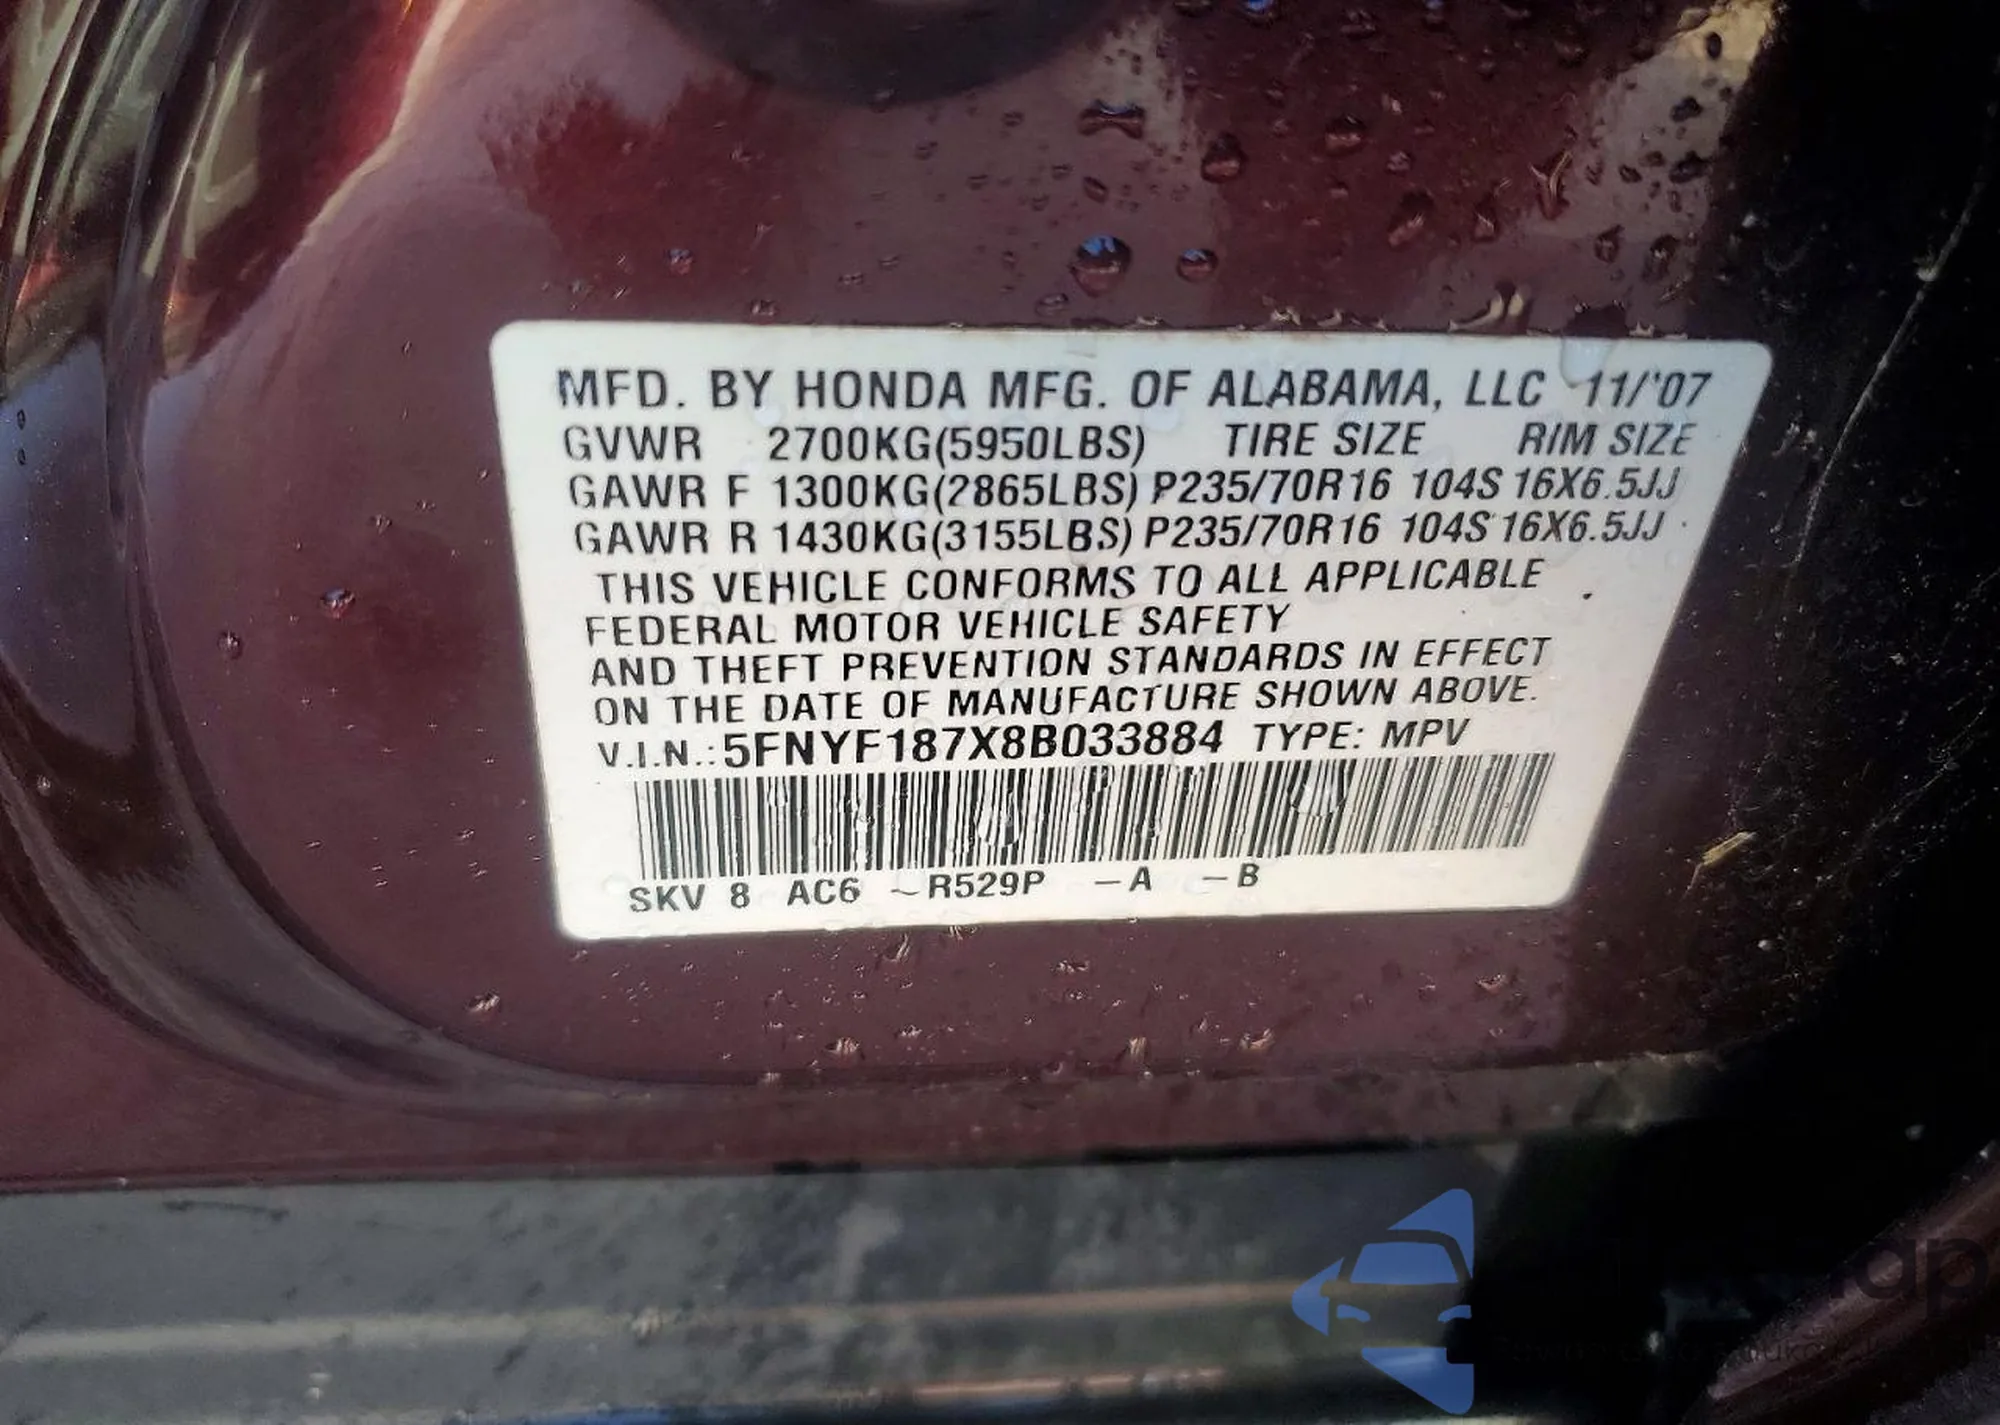 MFD. BY HONDA MFG. OF ALABAMA, LLC 11/'07
GVWR 2700KG(5950LBS) TIRE SIZE RIM SIZE
GAWR F 1300KG(2865LBS) P235/70R16 104S 16X6.5JJ
GAWR R 1430KG(3155LBS) P235/70R16 104S 16X6.5JJ
THIS VEHICLE CONFORMS TO ALL APPLICABLE
FEDERAL MOTOR VEHICLE SAFETY
AND THEFT PREVENTION STANDARDS IN EFFECT
ON THE DATE OF MANUFACTURE SHOWN ABOVE.
V.I.N.: 5FNYF187X8B033884 TYPE: MPV
SKV 8 AC6 – R529P – A – B